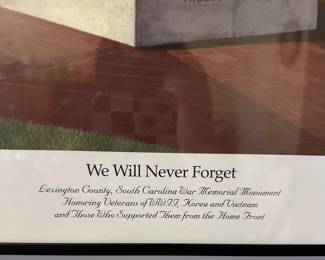 We Will Never Forget
Lexington County, South Carolina War Memorial Monument
Honoring Veterans of WWII, Korea and Vietnam
and Those Who Supported Them from the Home Front